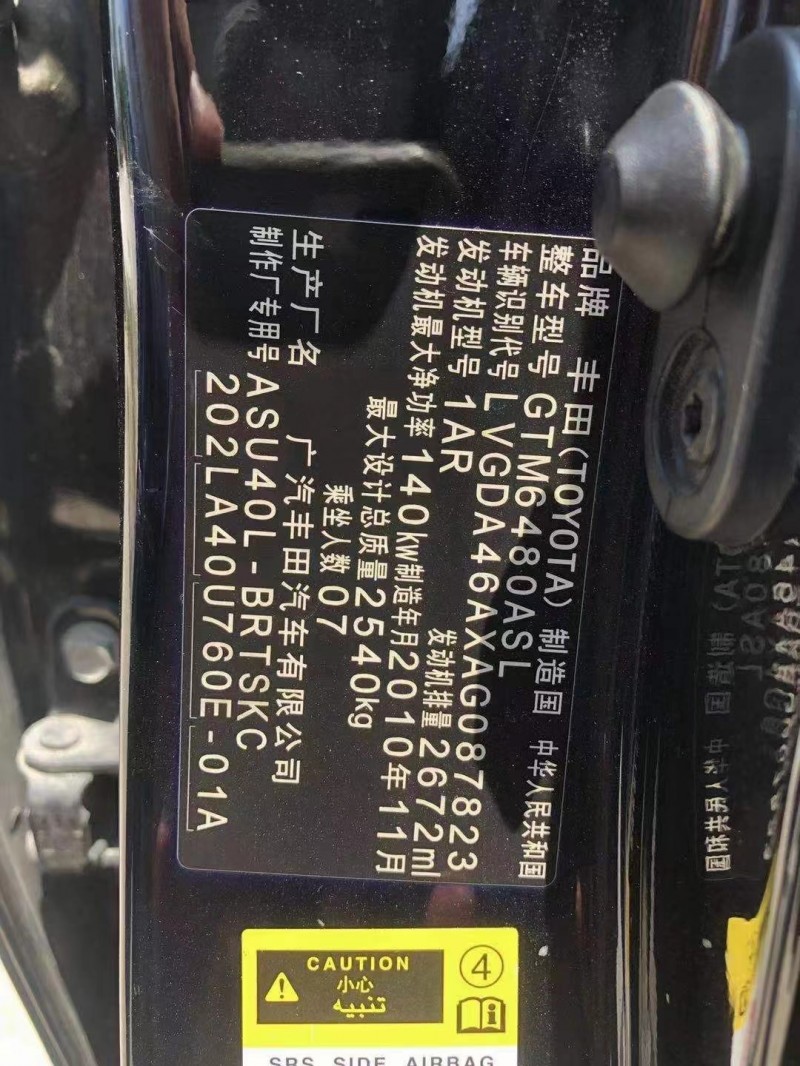 品牌 丰田(TOYOTA) 制造国 中华人民共和国
整车型号 GTM6480ASL
车辆识别代号 LVGDA46AXAG087823
发动机型号 1AR 发动机排量 2672ml
发动机最大净功率 140kw 制造年月 2010年11月
最大设计总质量 2540kg
乘坐人数 07
生产厂名 广汽丰田汽车有限公司
制作厂专用号 ASU40L-BRTSKC
202LA40U760E-01A
CAUTION
小心
تنبيه
4
SRS SIDE AIRBAG